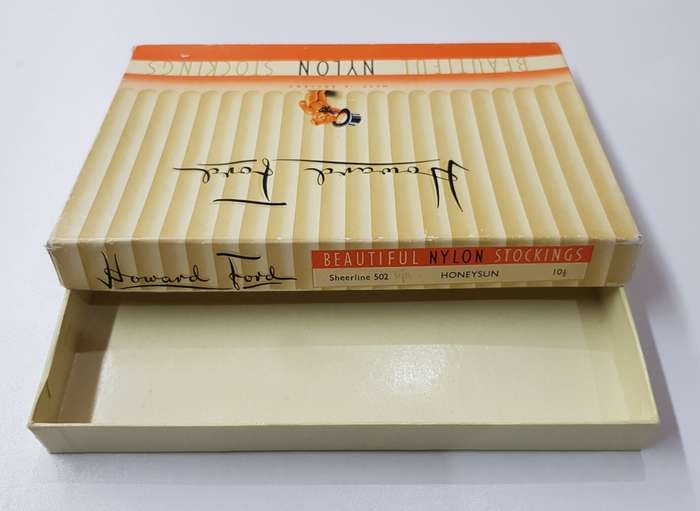 BEAUTIFUL NYLON STOCKINGS
Howard Ford
Howard Ford
BEAUTIFUL NYLON STOCKINGS
Sheerline 502 HONEYSUN 10½